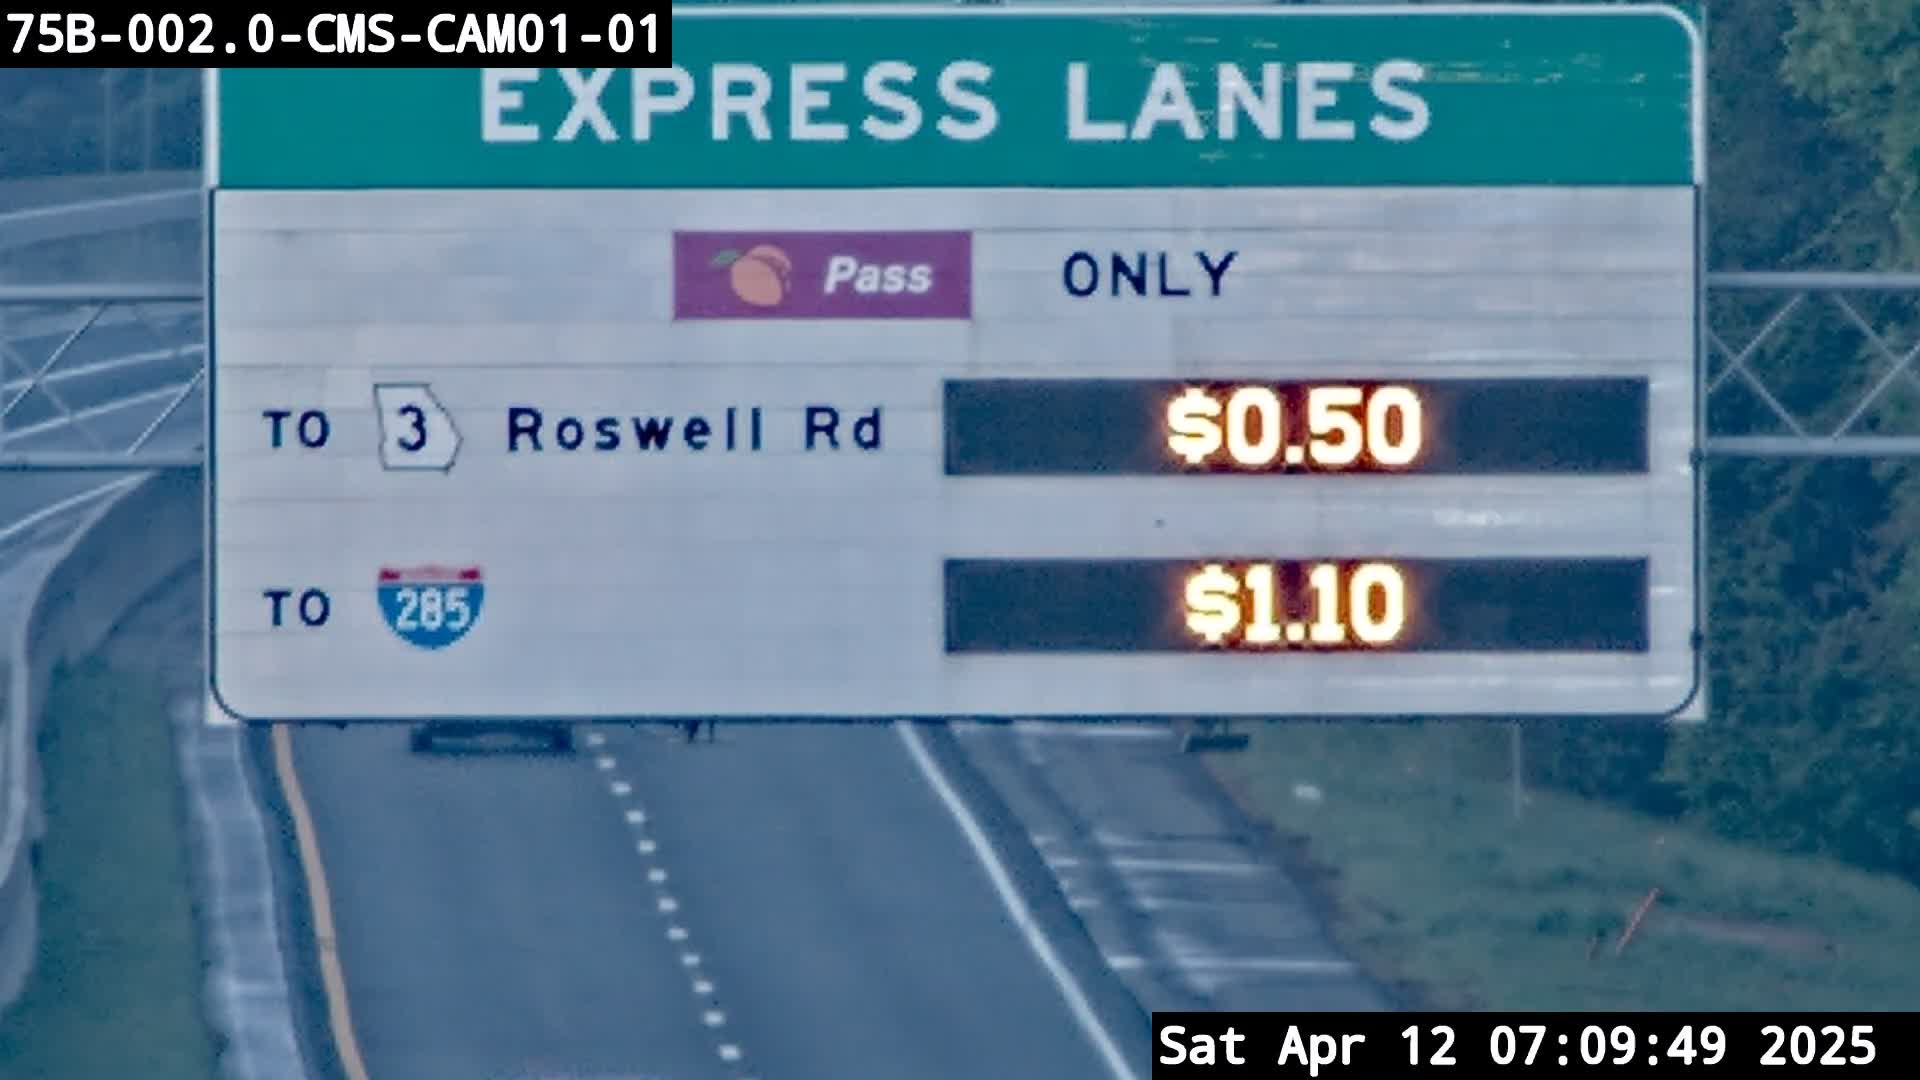 75B-002.0-CMS-CAM01-01
EXPRESS LANES
Pass ONLY
TO 3 Roswell Rd $0.50
TO 285 $1.10
Sat Apr 12 07:09:49 2025